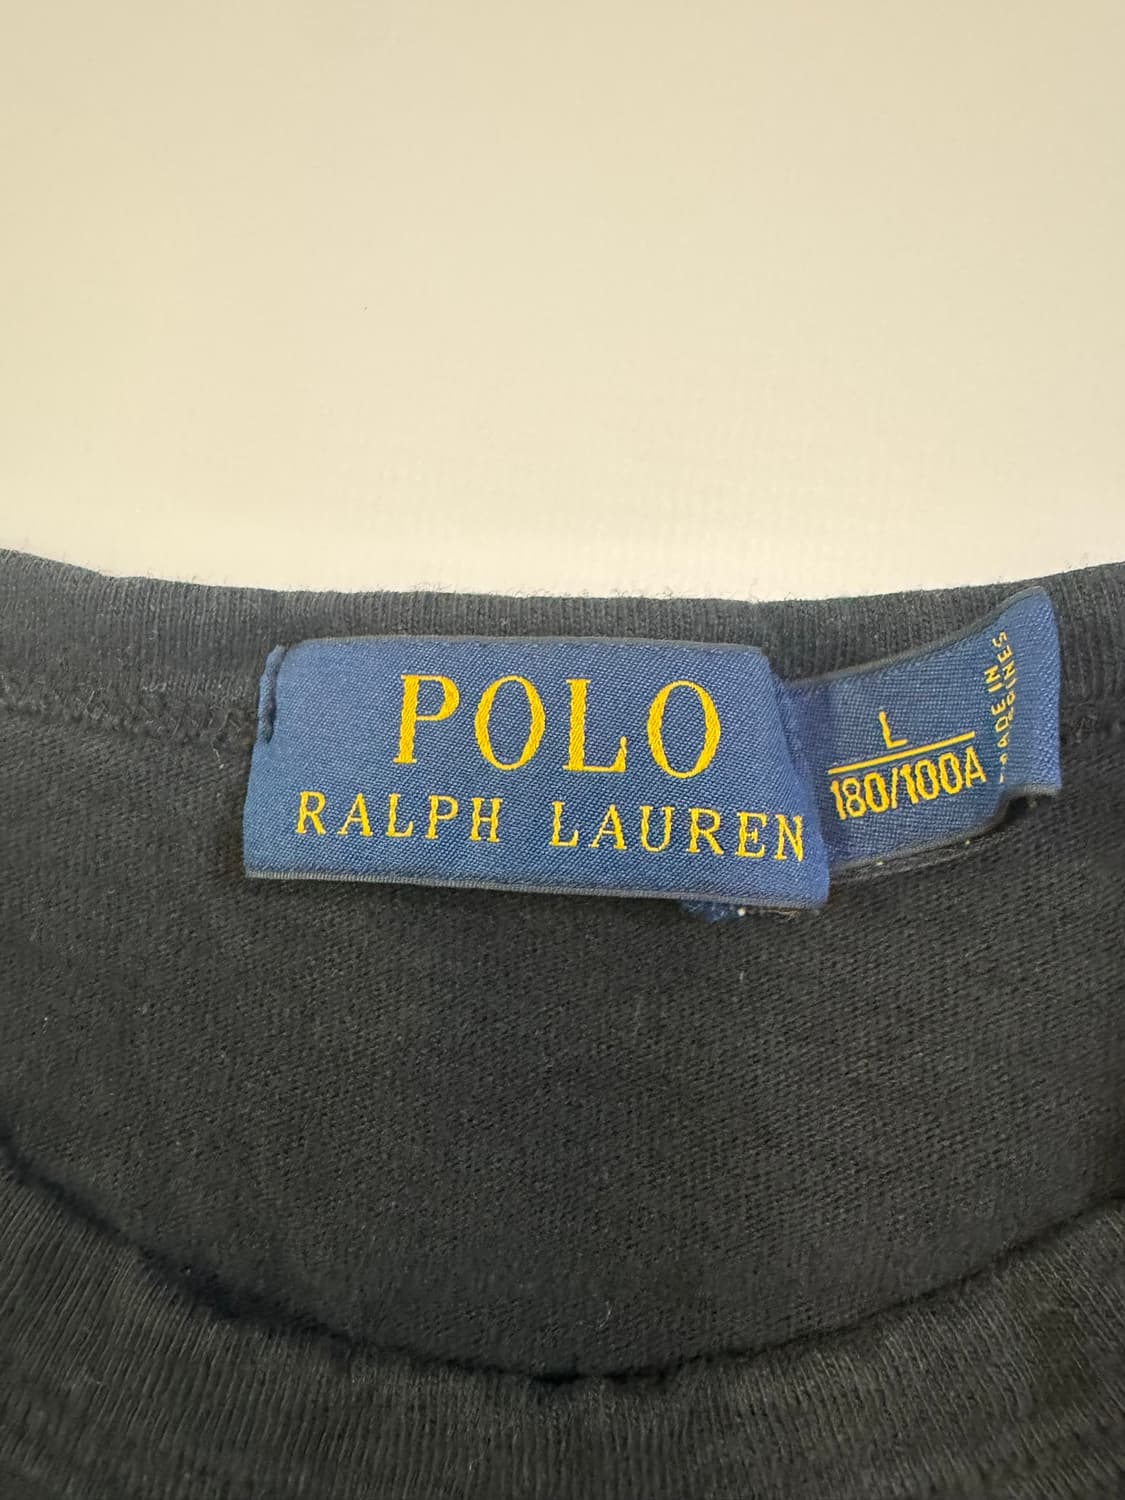 POLO
RALPH LAUREN
L
180/100A
MADE IN